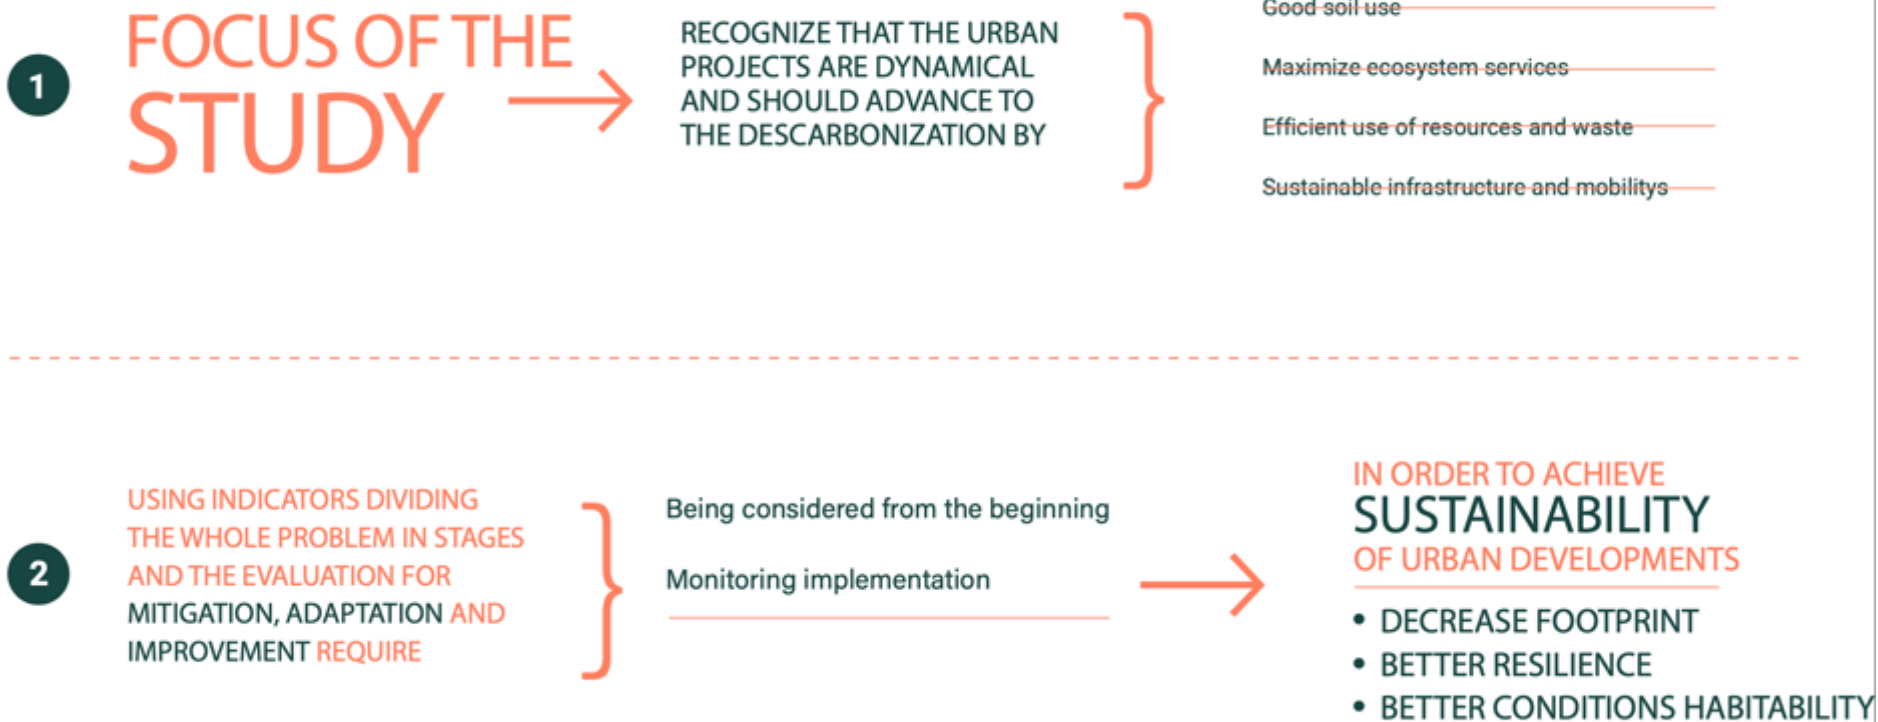 1
FOCUS OF THE
STUDY
RECOGNIZE THAT THE URBAN
PROJECTS ARE DYNAMICAL
AND SHOULD ADVANCE TO
THE DESCARBONIZATION BY
Good soil use
Maximize ecosystem services
Efficient use of resources and waste
Sustainable infrastructure and mobilitys
2
USING INDICATORS DIVIDING
THE WHOLE PROBLEM IN STAGES
AND THE EVALUATION FOR
MITIGATION, ADAPTATION AND
IMPROVEMENT REQUIRE
Being considered from the beginning
Monitoring implementation
IN ORDER TO ACHIEVE
SUSTAINABILITY
OF URBAN DEVELOPMENTS
• DECREASE FOOTPRINT
• BETTER RESILIENCE
• BETTER CONDITIONS HABITABILITY